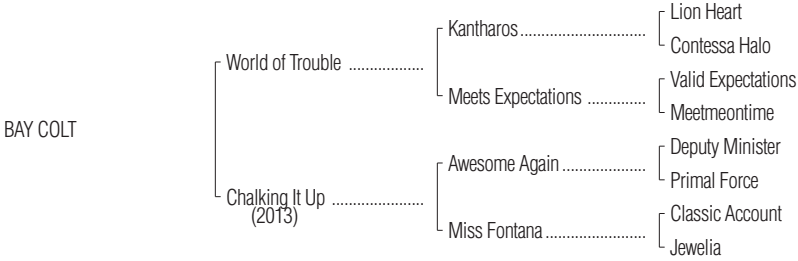 Lion Heart
Kantharos..............................
Contessa Halo
World of Trouble ..................
Valid Expectations
Meets Expectations ..............
Meetmeontime
BAY COLT
Deputy Minister
Awesome Again....................
Primal Force
Chalking It Up ......................
(2013)
Classic Account
Miss Fontana........................
Jewelia